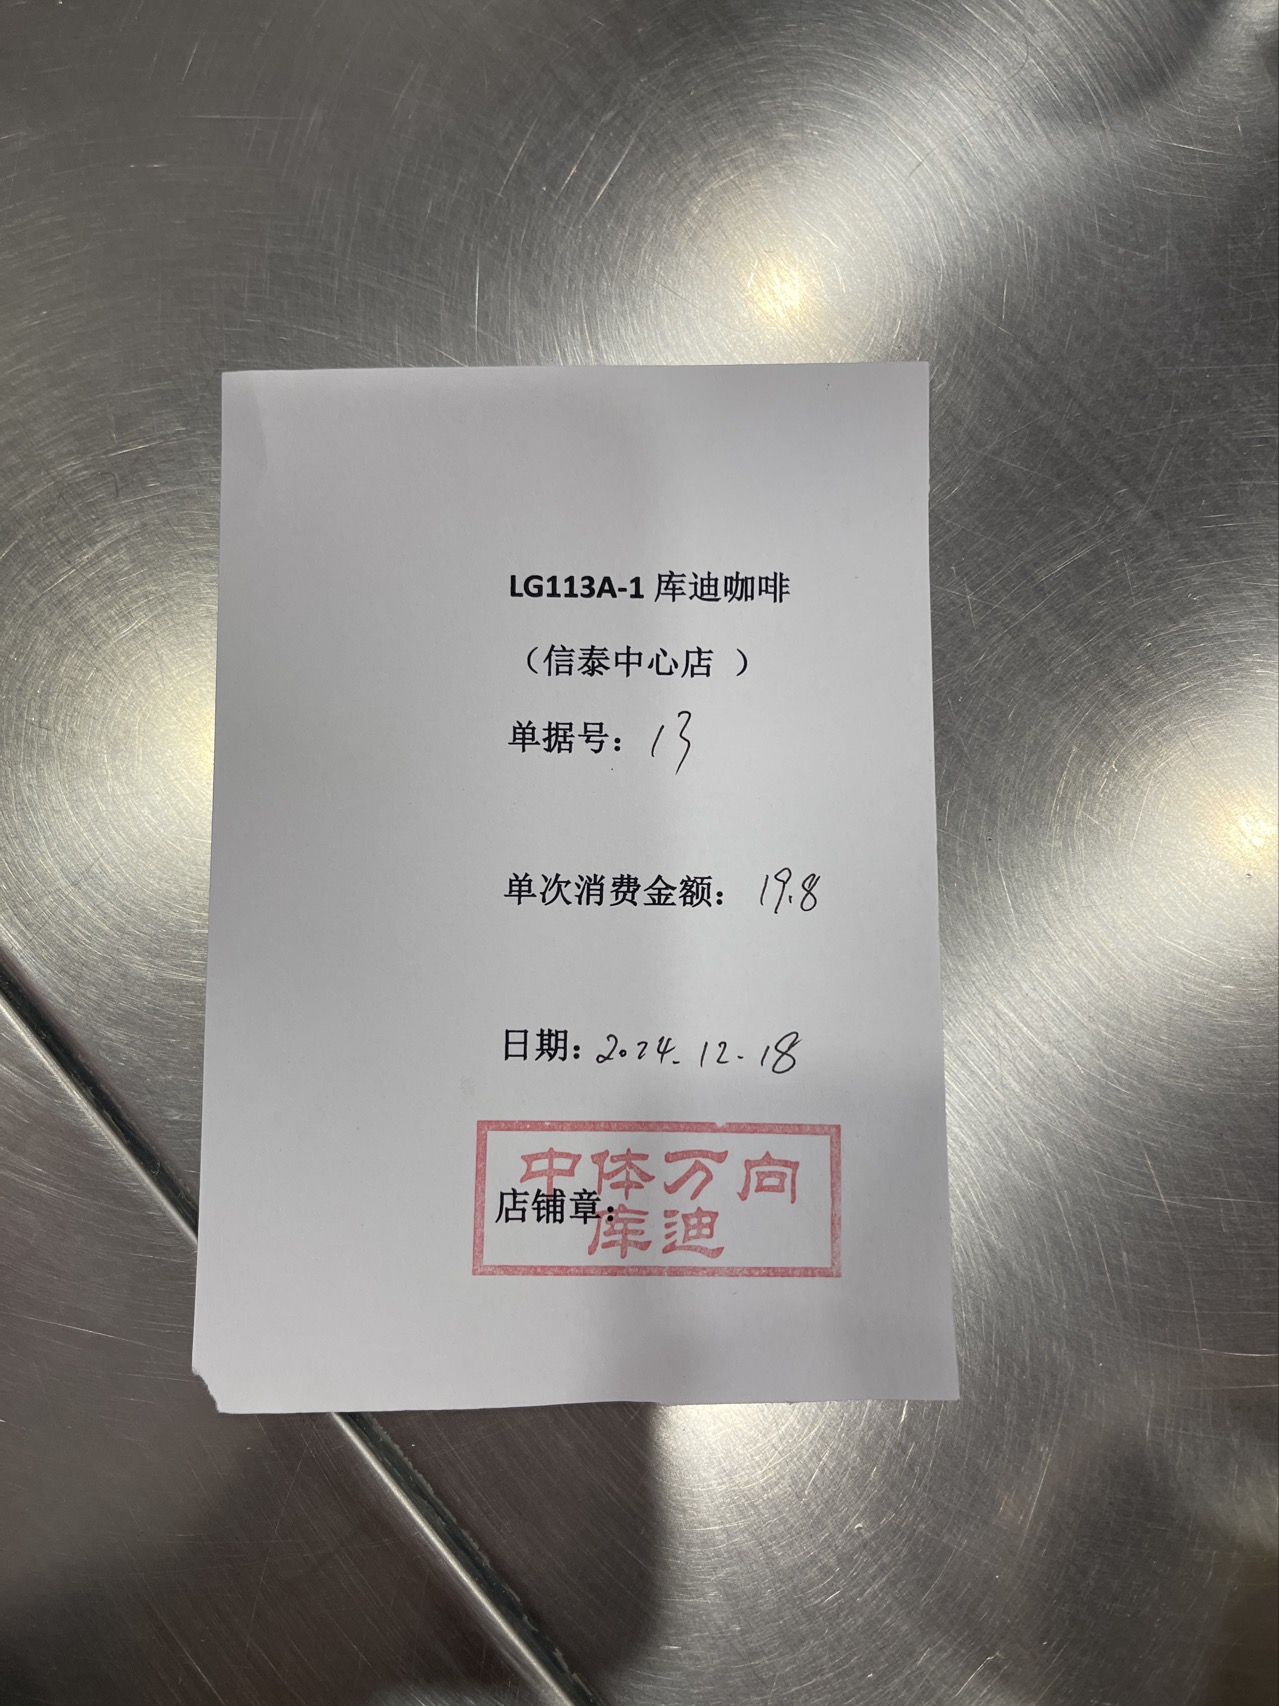 LG113A-1 库迪咖啡
（信泰中心店 ）
单据号：13
单次消费金额：19.8
日期：2024.12.18
中体万向
店铺章：
库迪